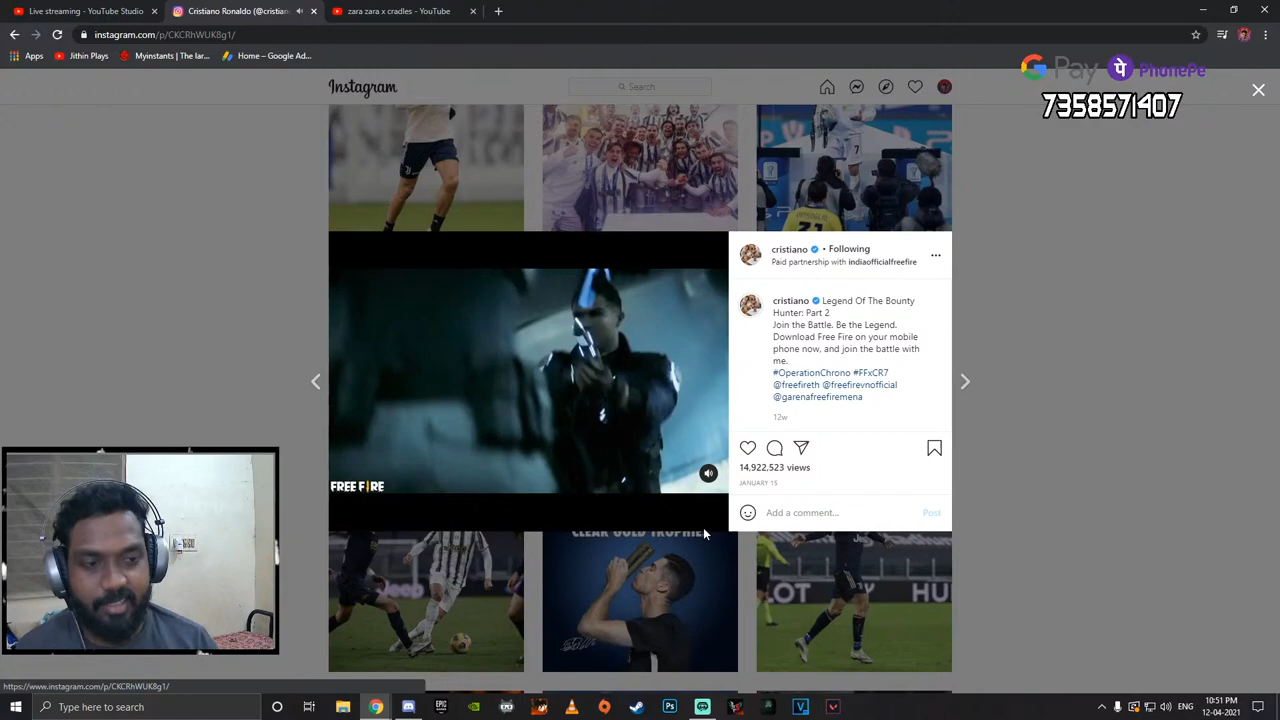 Live streaming - YouTube Studio
Cristiano Ronaldo (@cristian
zara zara x cradles - YouTube
instagram.com/p/CKCRhWUK8g1/
Apps
Jithin Plays
Myinstants | The lar...
Home – Google Ad...
G Pay PhonePe
7358571407
Instagram
Search
7
31
cristiano • Following
Paid partnership with indiaofficialfreefire
cristiano Legend Of The Bounty
Hunter: Part 2
Join the Battle. Be the Legend.
Download Free Fire on your mobile
phone now, and join the battle with
me.
#OperationChrono #FFxCR7
@freefireth @freefirevnofficial
@garenafreefiremena
12w
14,922,523 views
JANUARY 15
Add a comment...
Post
FREE FIRE
CLEAR GOLD TROPHIES
Jeep
https://www.instagram.com/p/CKCRhWUK8g1/
Type here to search
10:51 PM
12-04-2021